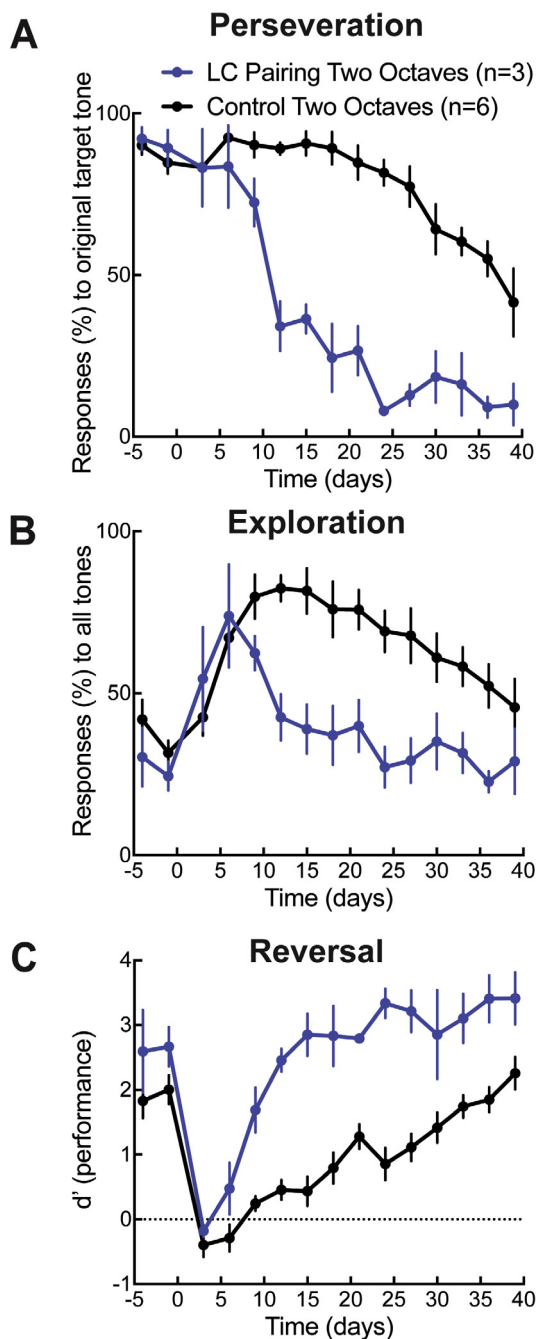 A
Perseveration
LC Pairing Two Octaves (n=3)
Control Two Octaves (n=6)
Responses (%) to original target tone
100
50
0
-5 0 5 10 15 20 25 30 35 40
Time (days)
B
Exploration
Responses (%) to all tones
100
50
0
-5 0 5 10 15 20 25 30 35 40
Time (days)
C
Reversal
d' (performance)
4
3
2
1
0
-1
-5 0 5 10 15 20 25 30 35 40
Time (days)